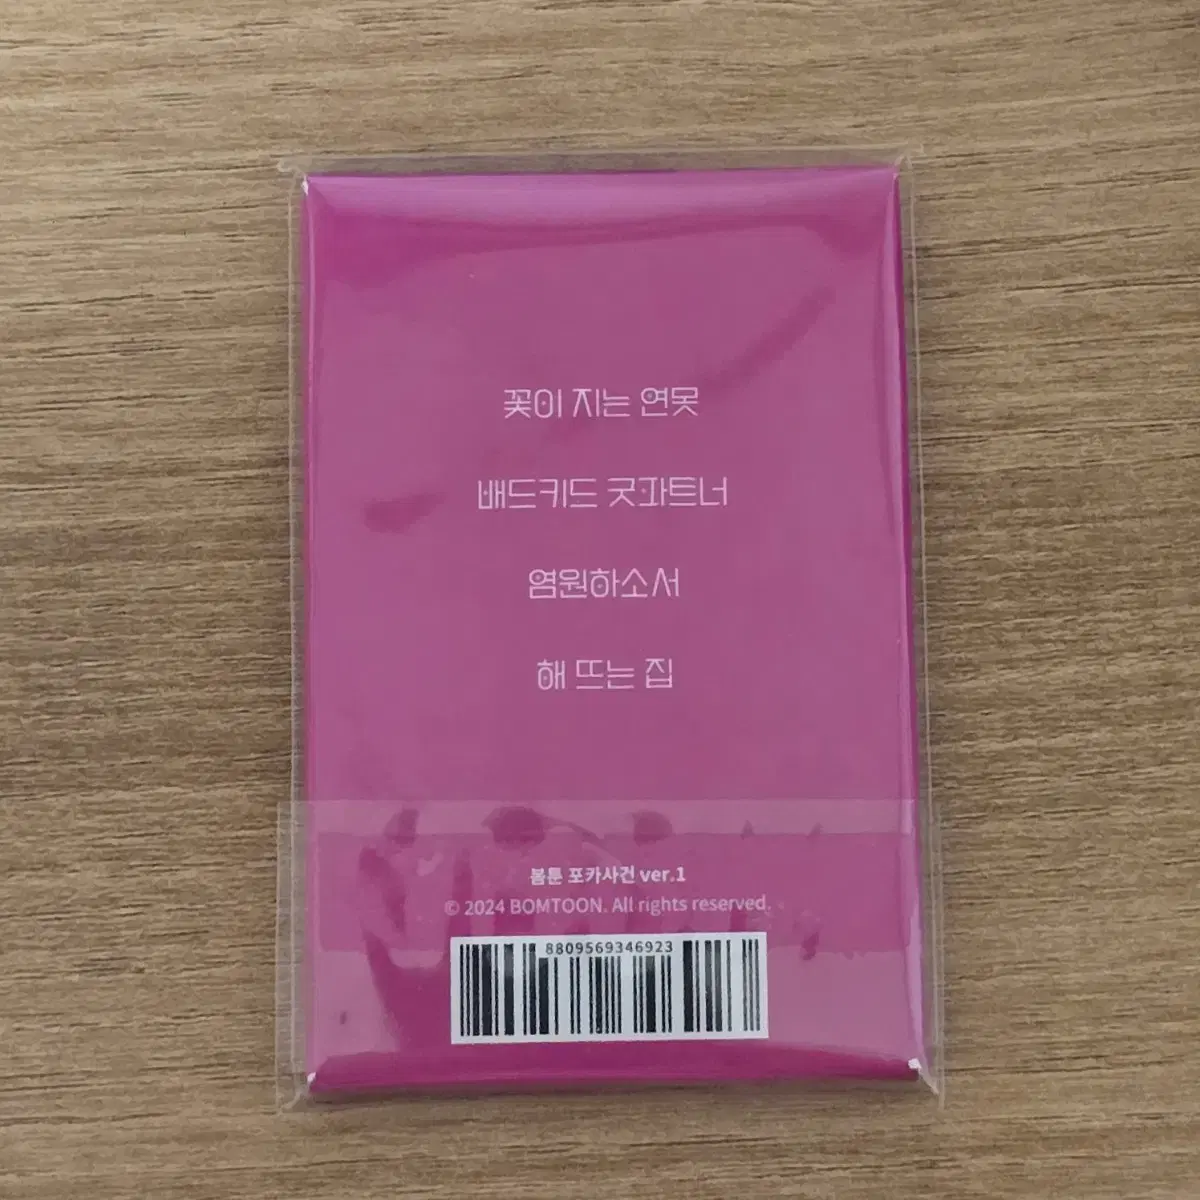 꽃이 지는 연못
배드키드 굿파트너
염원하소서
해 뜨는 집
봄툰 포카사건 ver.1
© 2024 BOMTOON. All rights reserved.
8809569346923